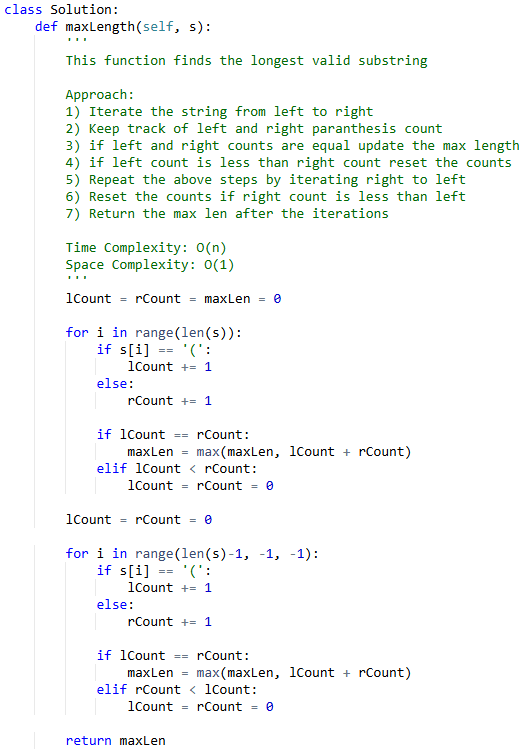 class Solution:
    def maxLength(self, s):
        '''
        This function finds the longest valid substring

        Approach:
        1) Iterate the string from left to right
        2) Keep track of left and right paranthesis count
        3) if left and right counts are equal update the max length
        4) if left count is less than right count reset the counts
        5) Repeat the above steps by iterating right to left
        6) Reset the counts if right count is less than left
        7) Return the max len after the iterations

        Time Complexity: O(n)
        Space Complexity: O(1)
        '''
        lCount = rCount = maxLen = 0

        for i in range(len(s)):
            if s[i] == '(':
                lCount += 1
            else:
                rCount += 1

            if lCount == rCount:
                maxLen = max(maxLen, lCount + rCount)
            elif lCount < rCount:
                lCount = rCount = 0

        lCount = rCount = 0

        for i in range(len(s)-1, -1, -1):
            if s[i] == '(':
                lCount += 1
            else:
                rCount += 1

            if lCount == rCount:
                maxLen = max(maxLen, lCount + rCount)
            elif rCount < lCount:
                lCount = rCount = 0

        return maxLen